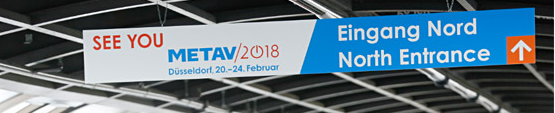 SEE YOU
METAV/2018
Düsseldorf, 20.–24. Februar
Eingang Nord
North Entrance